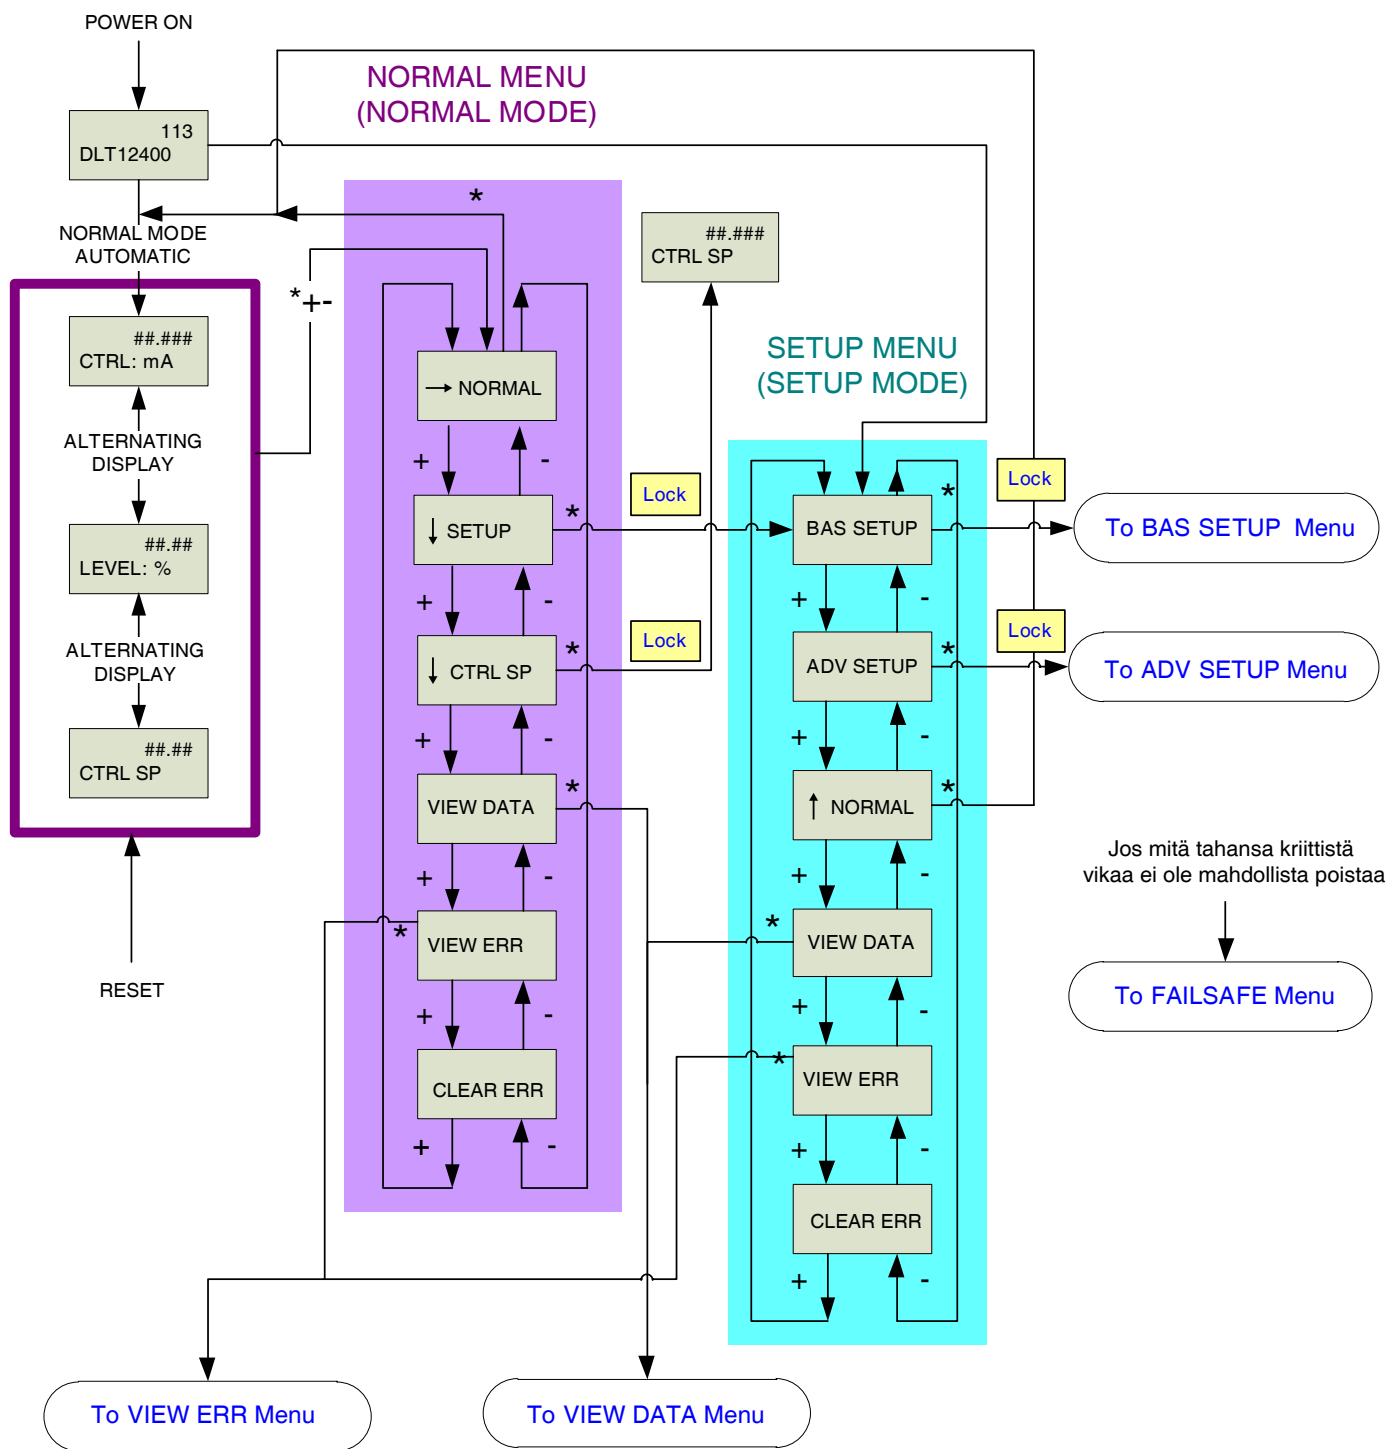 POWER ON
NORMAL MENU
(NORMAL MODE)
113
DLT12400
*
NORMAL MODE
AUTOMATIC
##.###
CTRL SP
*+-
##.###
CTRL: mA
SETUP MENU
(SETUP MODE)
→ NORMAL
ALTERNATING
DISPLAY
+
-
Lock
Lock
*
*
↓ SETUP
BAS SETUP
To BAS SETUP Menu
##.##
LEVEL: %
+
-
+
-
Lock
Lock
*
*
↓ CTRL SP
ADV SETUP
To ADV SETUP Menu
ALTERNATING
DISPLAY
+
-
+
-
##.##
CTRL SP
*
*
VIEW DATA
↑ NORMAL
Jos mitä tahansa kriittistä
vikaa ei ole mahdollista poistaa
+
-
+
-
*
*
VIEW ERR
VIEW DATA
RESET
To FAILSAFE Menu
+
-
+
-
*
CLEAR ERR
VIEW ERR
+
-
+
-
CLEAR ERR
+
-
To VIEW ERR Menu
To VIEW DATA Menu